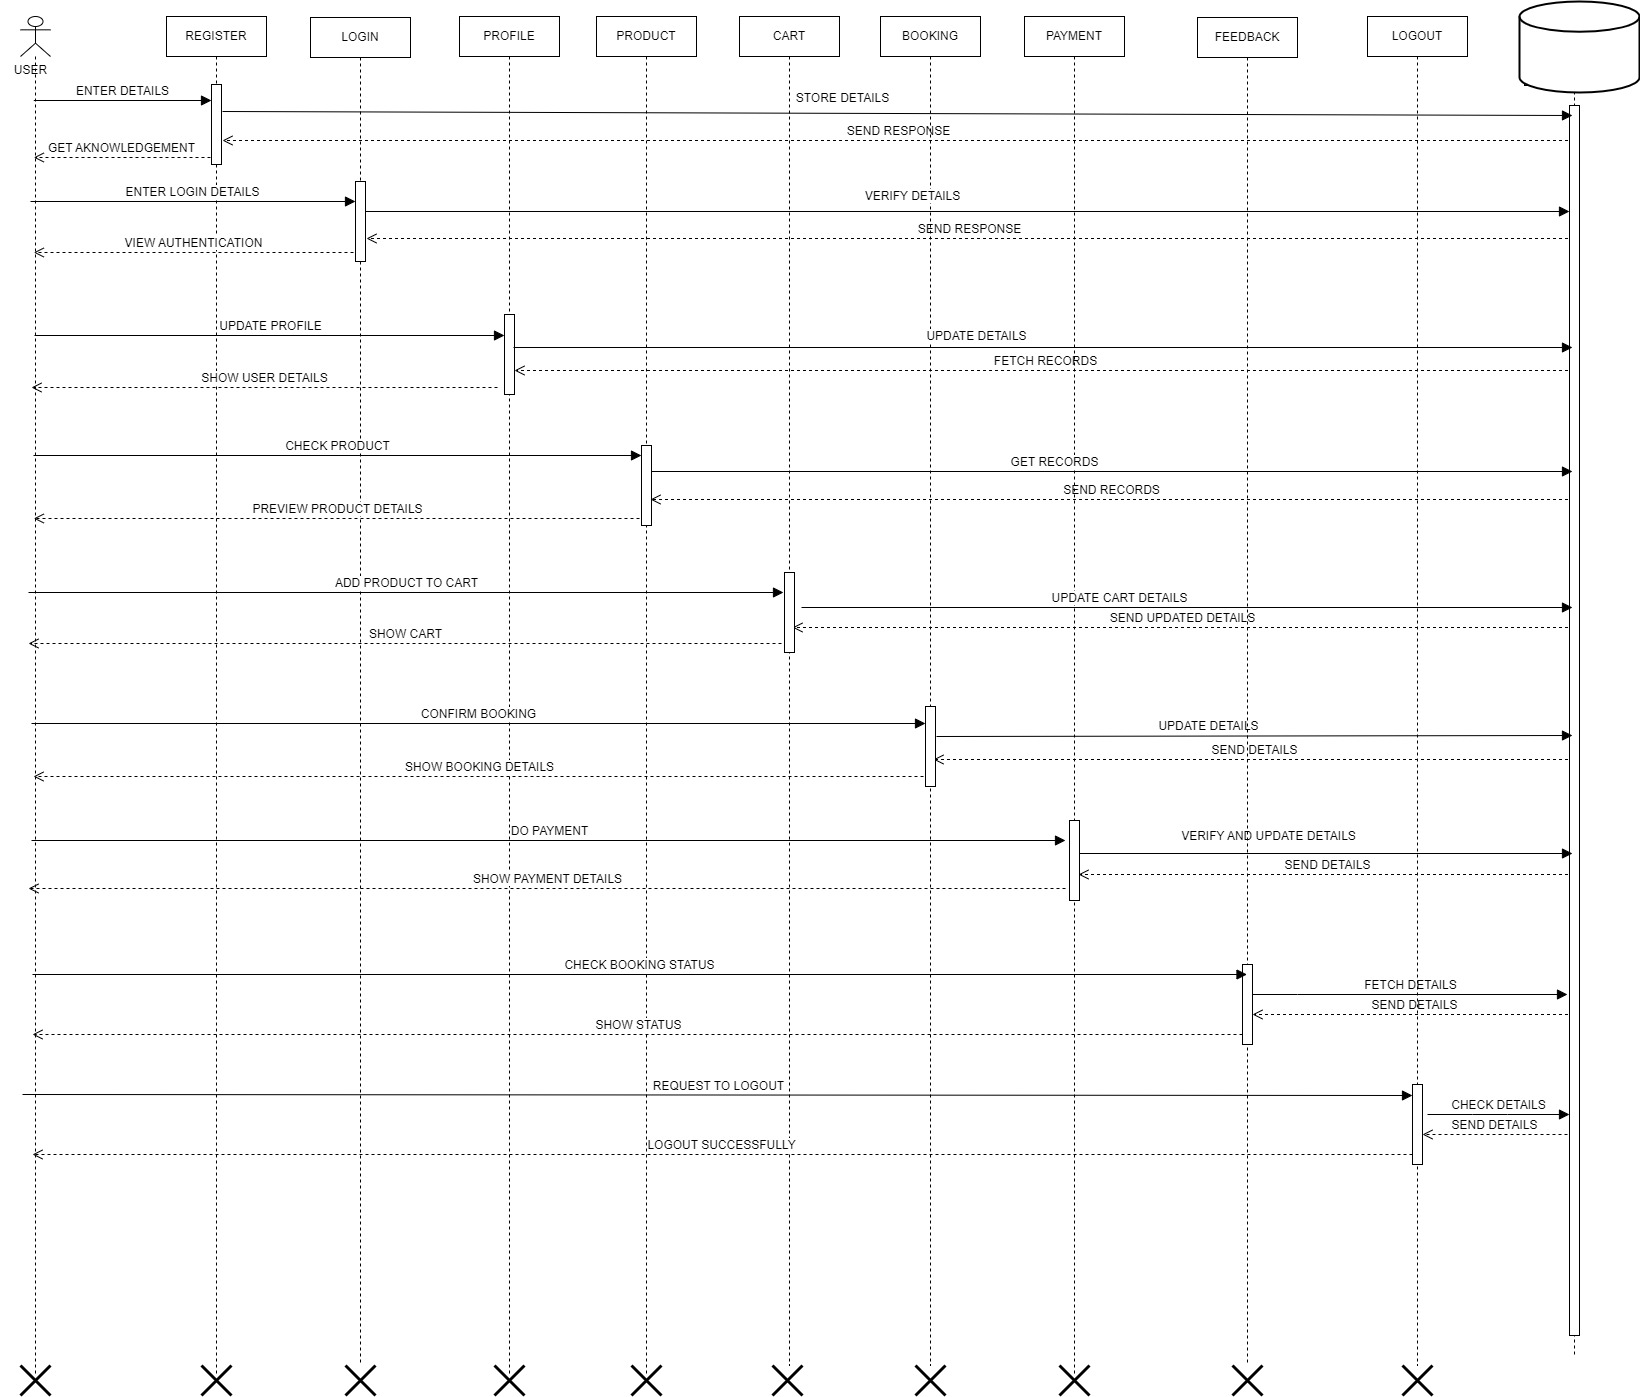 REGISTER
LOGIN
PROFILE
PRODUCT
CART
BOOKING
PAYMENT
FEEDBACK
LOGOUT
USER
ENTER DETAILS
STORE DETAILS
SEND RESPONSE
GET AKNOWLEDGEMENT
ENTER LOGIN DETAILS
VERIFY DETAILS
SEND RESPONSE
VIEW AUTHENTICATION
UPDATE PROFILE
UPDATE DETAILS
FETCH RECORDS
SHOW USER DETAILS
CHECK PRODUCT
GET RECORDS
SEND RECORDS
PREVIEW PRODUCT DETAILS
ADD PRODUCT TO CART
UPDATE CART DETAILS
SEND UPDATED DETAILS
SHOW CART
CONFIRM BOOKING
UPDATE DETAILS
SEND DETAILS
SHOW BOOKING DETAILS
DO PAYMENT
VERIFY AND UPDATE DETAILS
SEND DETAILS
SHOW PAYMENT DETAILS
CHECK BOOKING STATUS
FETCH DETAILS
SEND DETAILS
SHOW STATUS
REQUEST TO LOGOUT
CHECK DETAILS
SEND DETAILS
LOGOUT SUCCESSFULLY